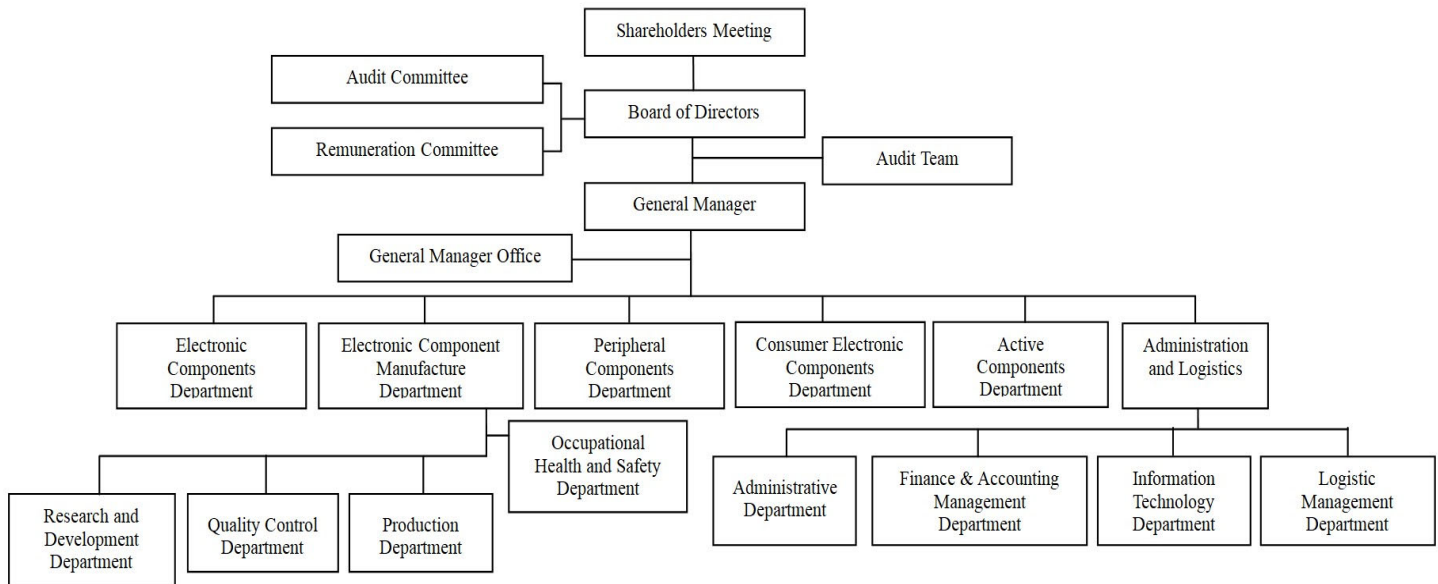 Shareholders Meeting
Audit Committee
Board of Directors
Remuneration Committee
Audit Team
General Manager
General Manager Office
Electronic
Components
Department
Electronic Component
Manufacture
Department
Peripheral
Components
Department
Consumer Electronic
Components
Department
Active
Components
Department
Administration
and Logistics
Occupational
Health and Safety
Department
Research and
Development
Department
Quality Control
Department
Production
Department
Administrative
Department
Finance & Accounting
Management
Department
Information
Technology
Department
Logistic
Management
Department